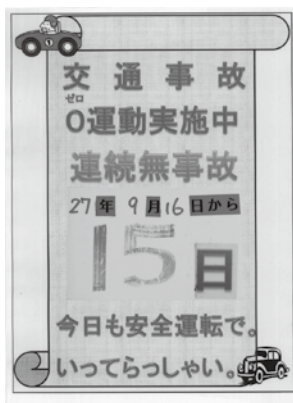 交通事故
ゼロ
0運動実施中
連続無事故
27年9月16日から
15日
今日も安全運転で。
いってらっしゃい。